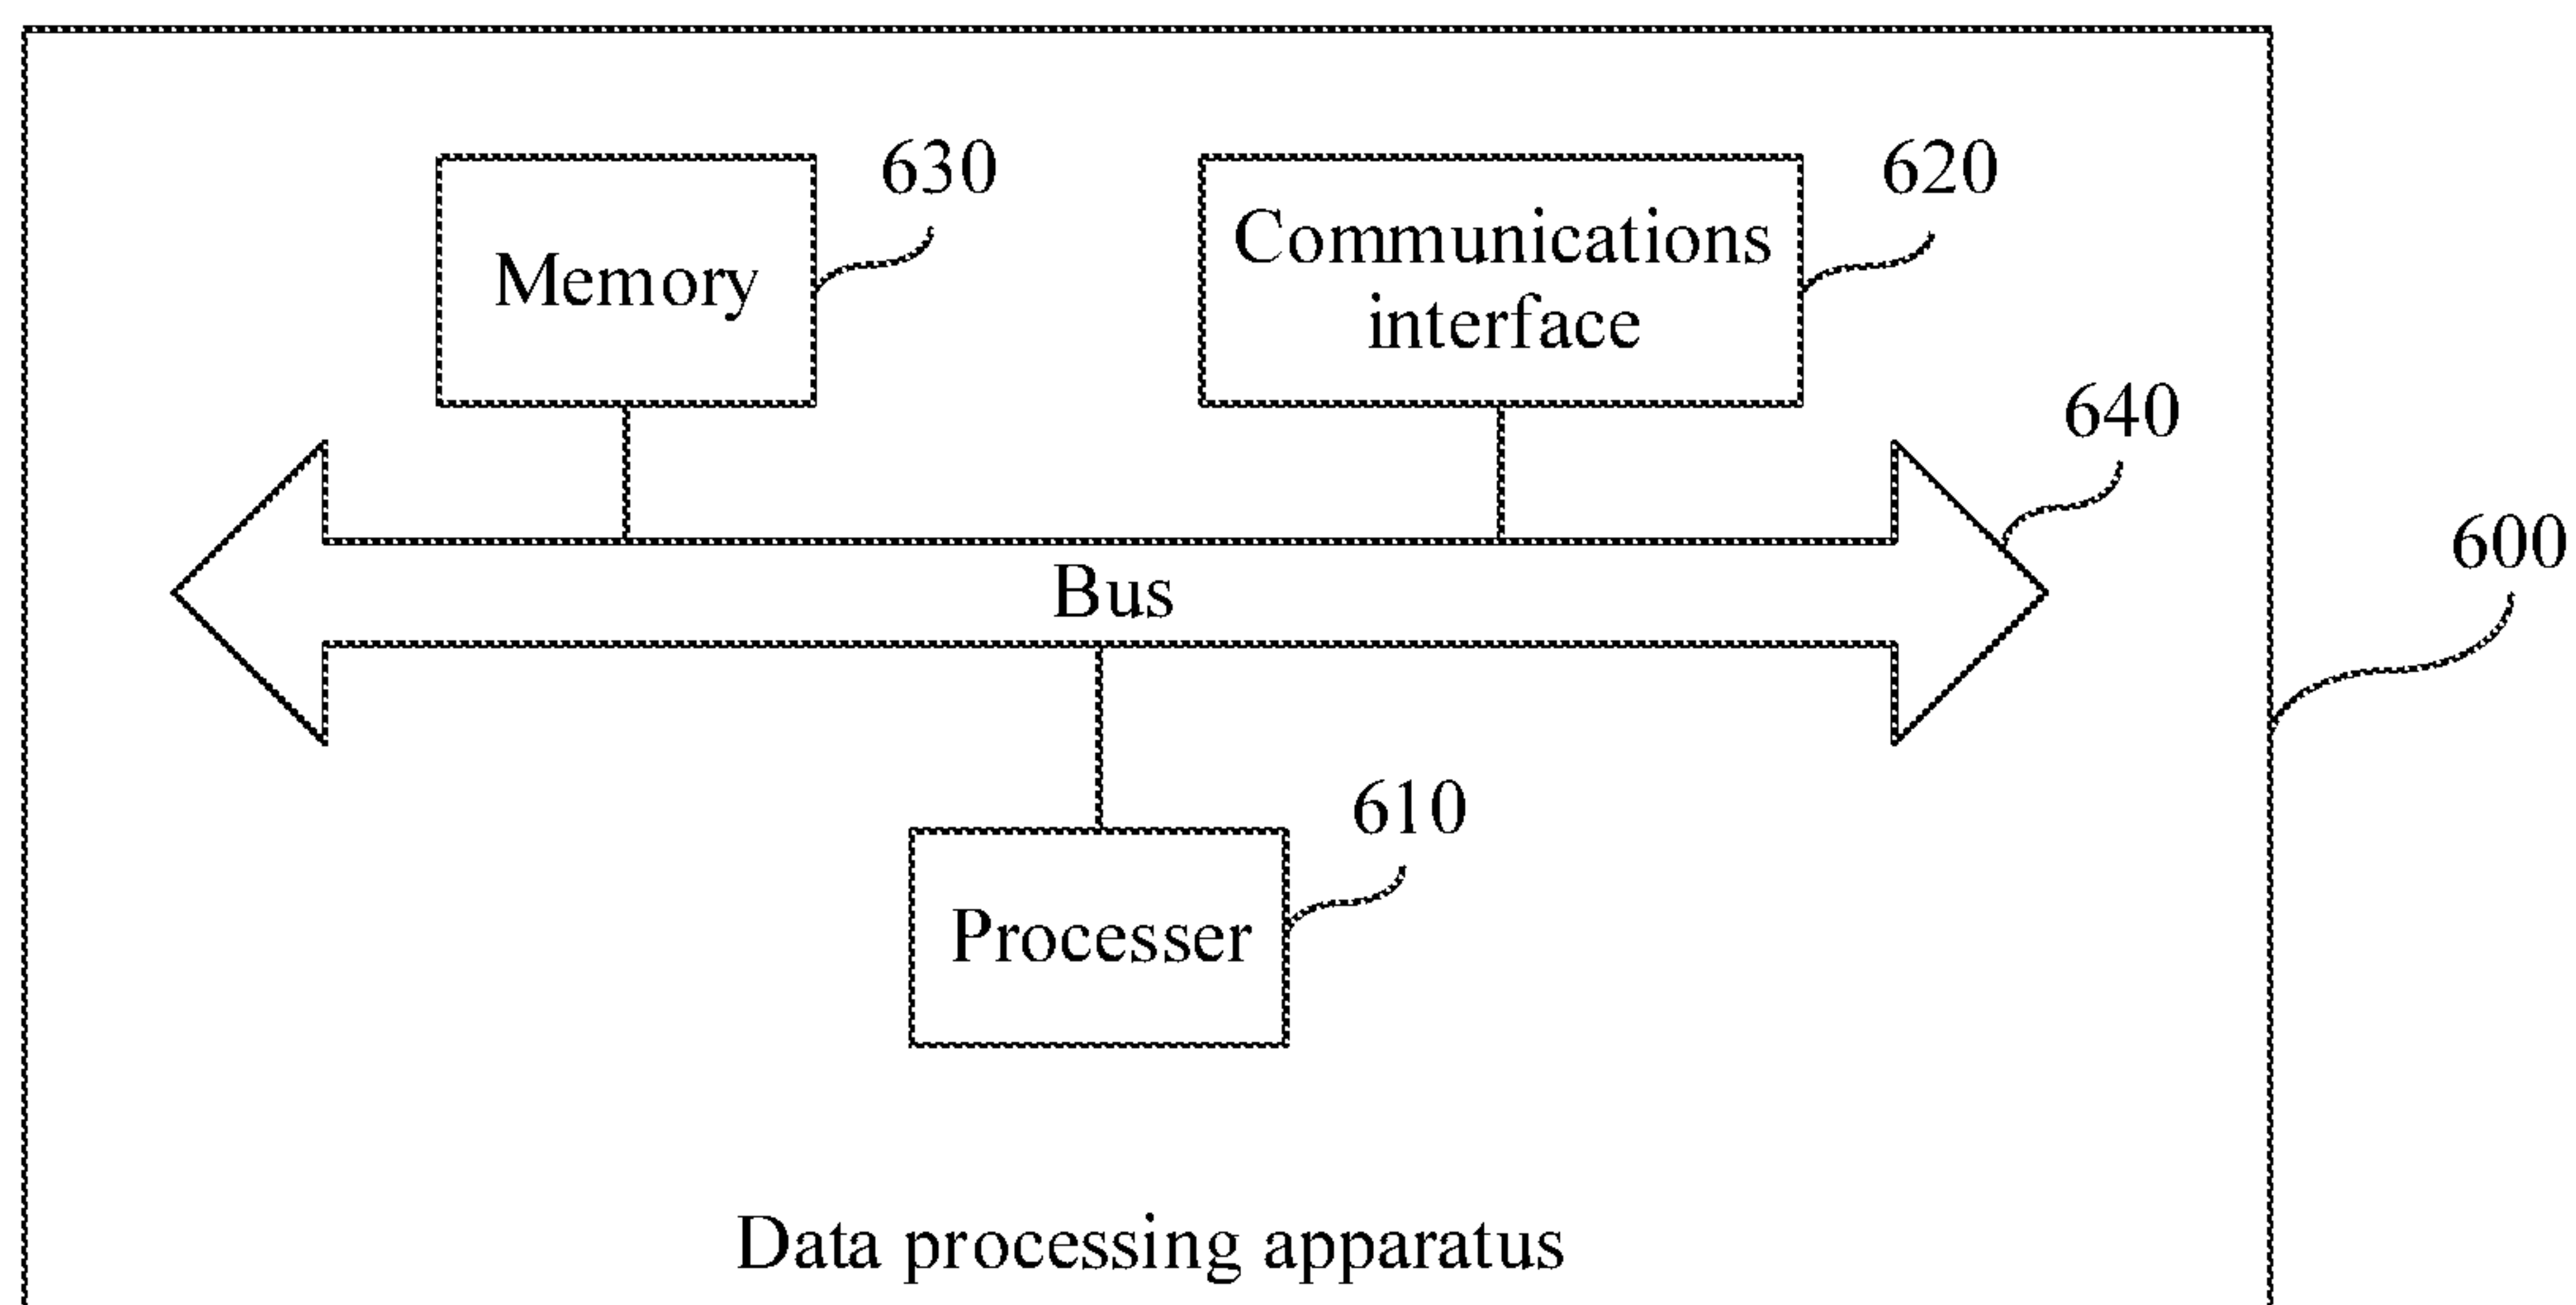 630
620
Memory
Communications
interface
640
600
Bus
610
Processer
Data processing apparatus